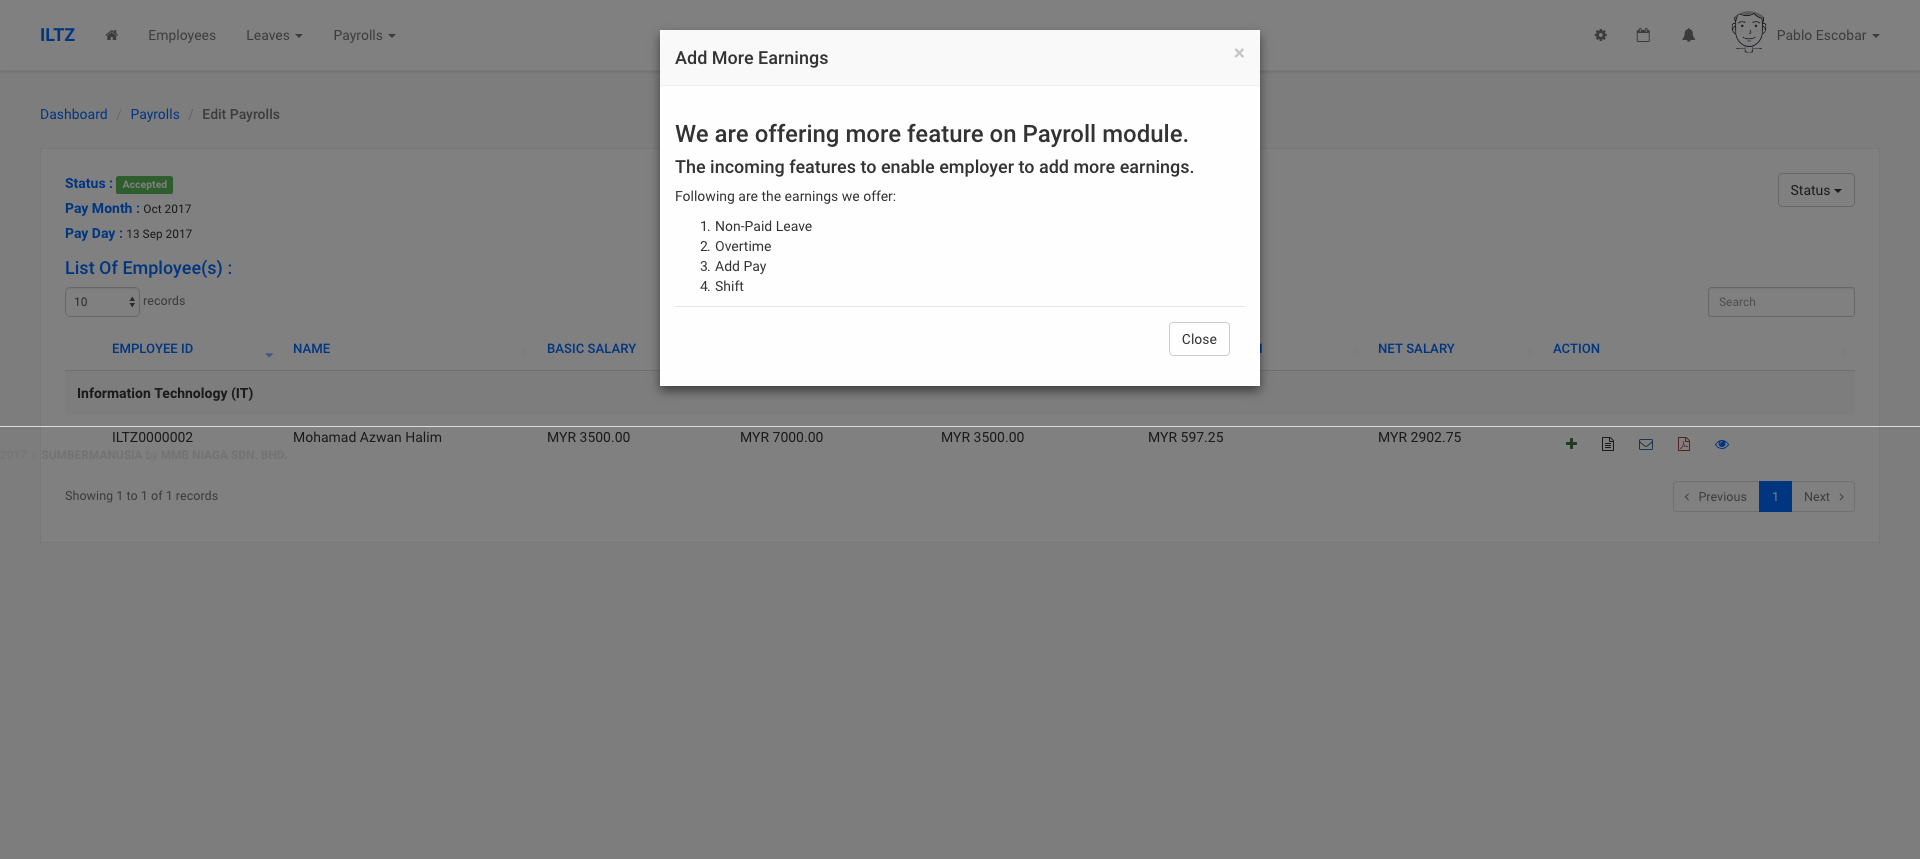 ILTZ
Employees
Leaves
Payrolls
Pablo Escobar
Add More Earnings
×
We are offering more feature on Payroll module.
The incoming features to enable employer to add more earnings.
Following are the earnings we offer:
1. Non-Paid Leave
2. Overtime
3. Add Pay
4. Shift
Close
Dashboard / Payrolls / Edit Payrolls
Status : Accepted
Status
Pay Month : Oct 2017
Pay Day : 13 Sep 2017
List Of Employee(s) :
10 records
Search
EMPLOYEE ID NAME BASIC SALARY NET SALARY ACTION
Information Technology (IT)
ILTZ0000002 Mohamad Azwan Halim MYR 3500.00 MYR 7000.00 MYR 3500.00 MYR 597.25 MYR 2902.75
2017 SUMBERMANUSIA by MMB NIAGA SDN. BHD.
Showing 1 to 1 of 1 records
Previous 1 Next